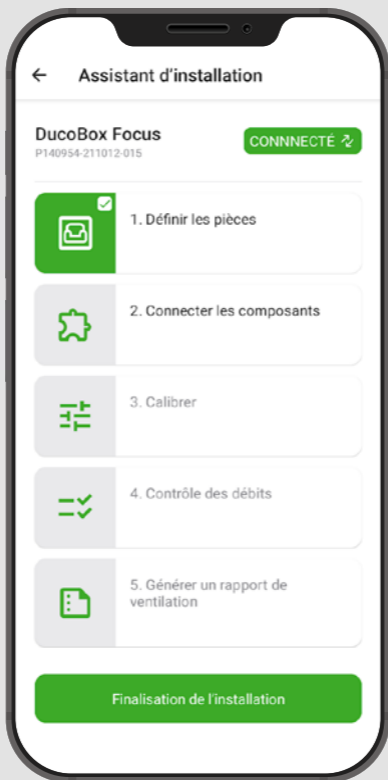 Assistant d'installation
DucoBox Focus
CONNNECTÉ
P140954-211012-015
1. Définir les pièces
2. Connecter les composants
3. Calibrer
4. Contrôle des débits
5. Générer un rapport de
ventilation
Finalisation de l'installation